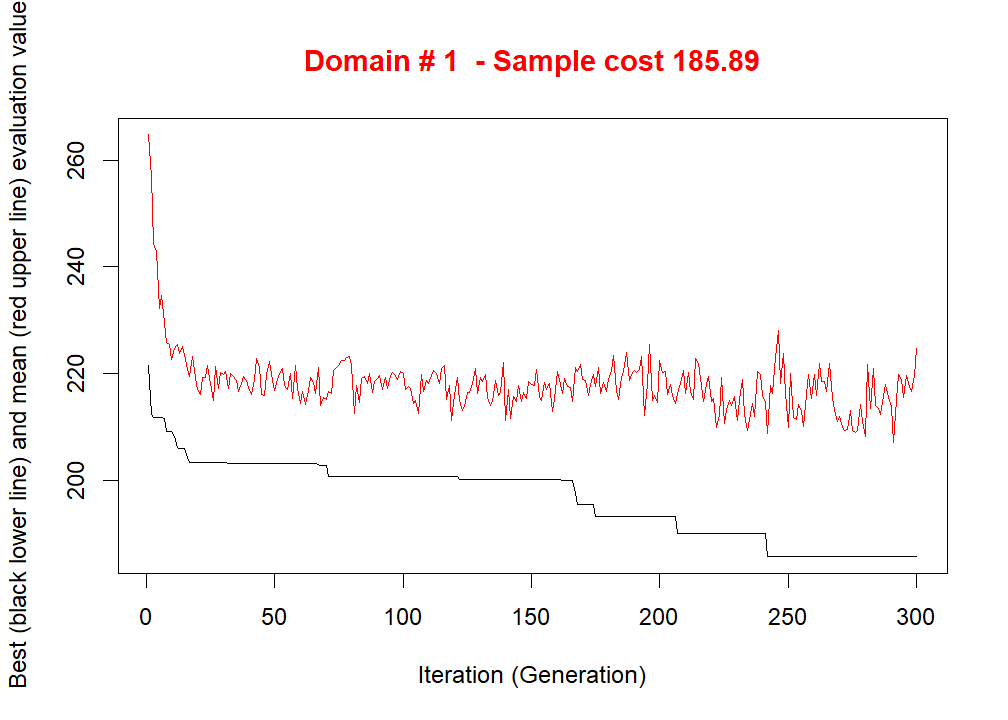 Domain # 1  - Sample cost 185.89
Best (black lower line) and mean (red upper line) evaluation value
260
240
220
200
0 50 100 150 200 250 300
Iteration (Generation)